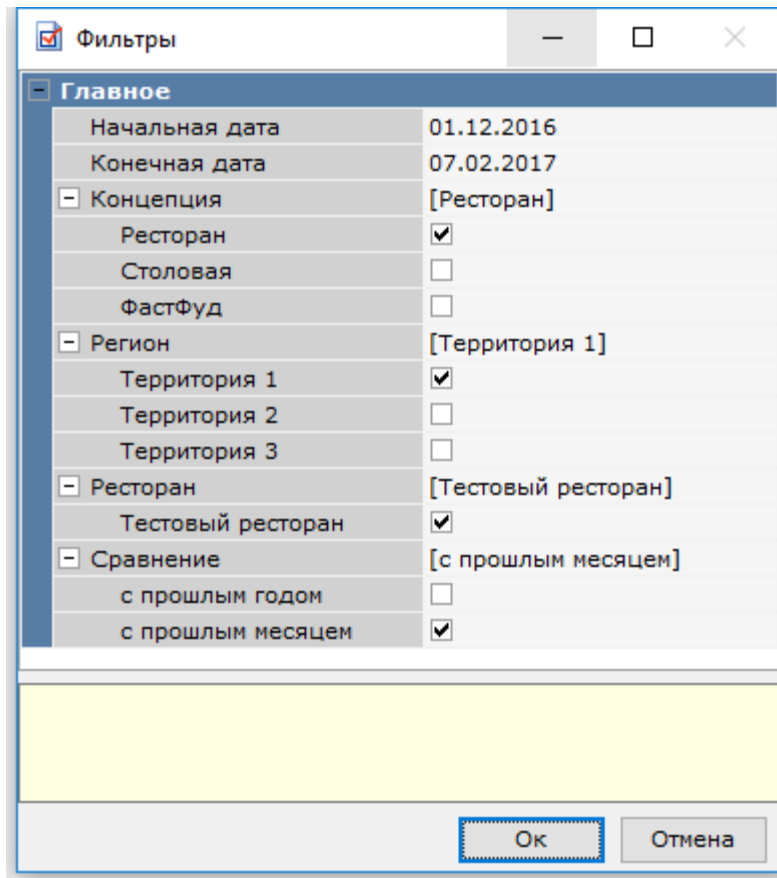 Фильтры
Главное
Начальная дата 01.12.2016
Конечная дата 07.02.2017
Концепция [Ресторан]
Ресторан
Столовая
ФастФуд
Регион [Территория 1]
Территория 1
Территория 2
Территория 3
Ресторан [Тестовый ресторан]
Тестовый ресторан
Сравнение [с прошлым месяцем]
с прошлым годом
с прошлым месяцем
Ок Отмена